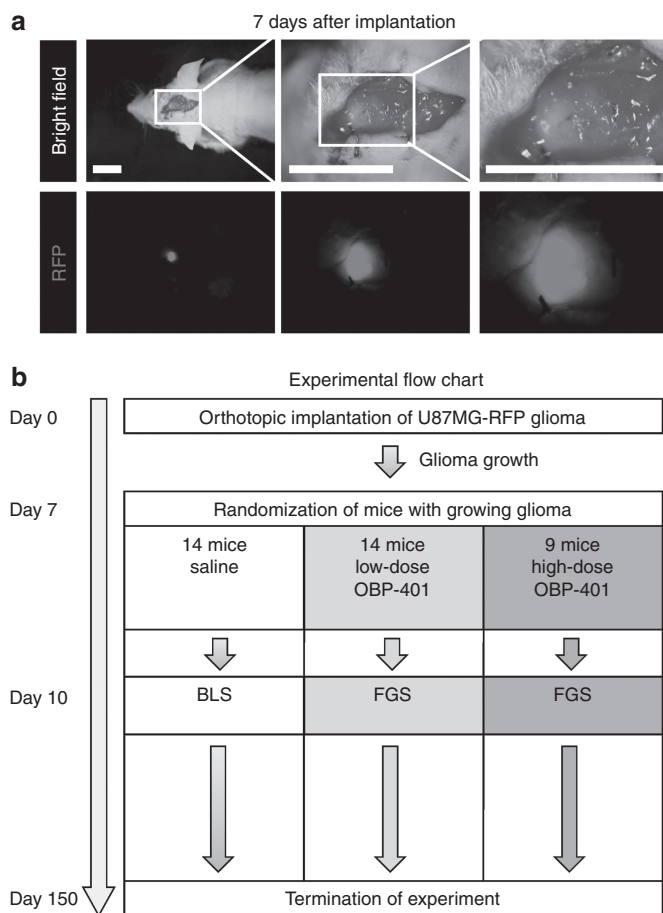 a
7 days after implantation
Bright field
RFP
b
Experimental flow chart
Day 0
Orthotopic implantation of U87MG-RFP glioma
Glioma growth
Day 7
Randomization of mice with growing glioma
14 mice
saline
14 mice
low-dose
OBP-401
9 mice
high-dose
OBP-401
Day 10
BLS
FGS
FGS
Day 150
Termination of experiment